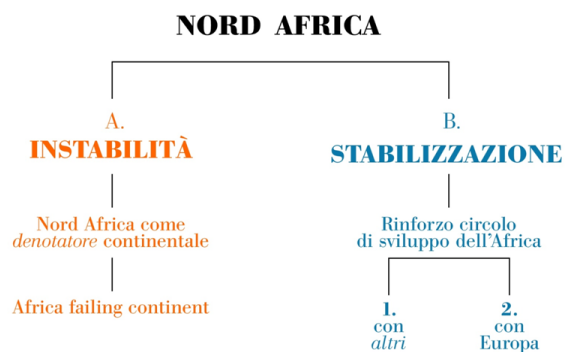 NORD AFRICA
A.
INSTABILITÀ
Nord Africa come
denotatore continentale
Africa failing continent
B.
STABILIZZAZIONE
Rinforzo circolo
di sviluppo dell'Africa
1.
con
altri
2.
con
Europa